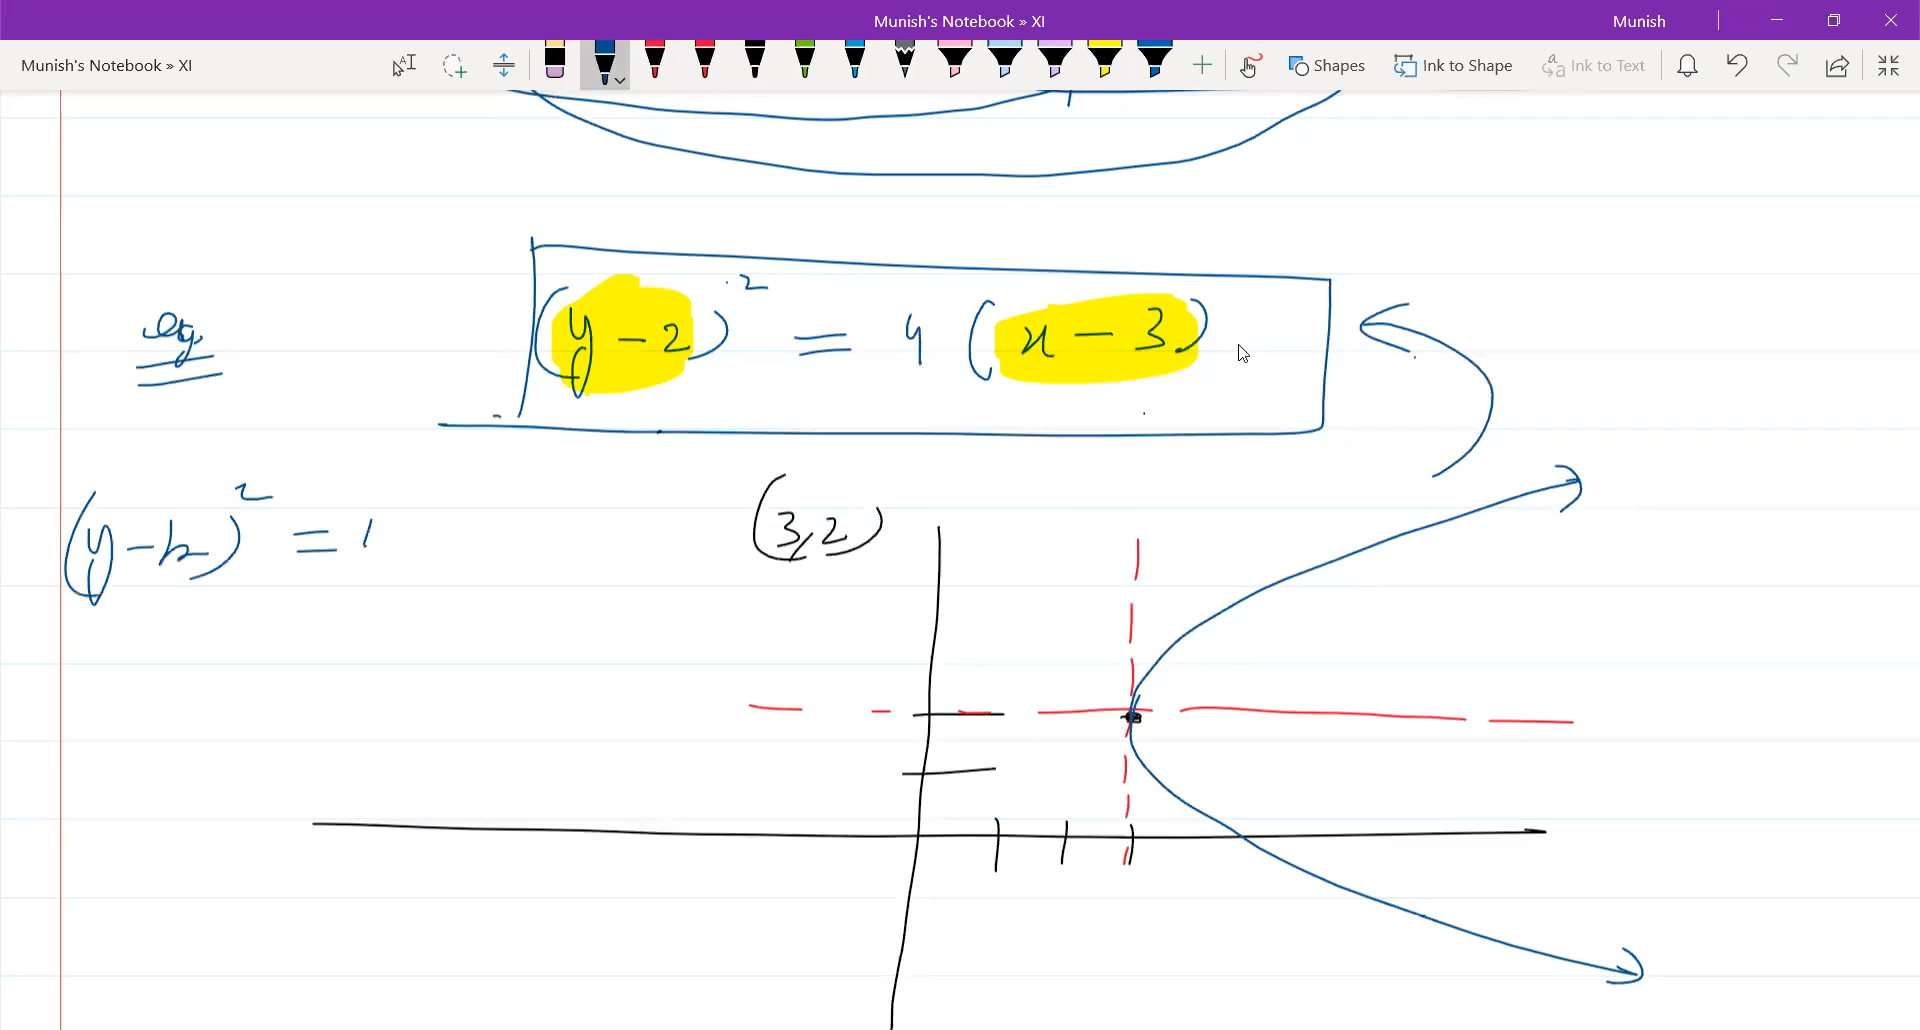 Munish's Notebook » XI
Munish
Munish's Notebook » XI
Shapes
Ink to Shape
Ink to Text
eg.
(y - 2)² = 4 (x - 3)
(y - k)² = 1
(3, 2)